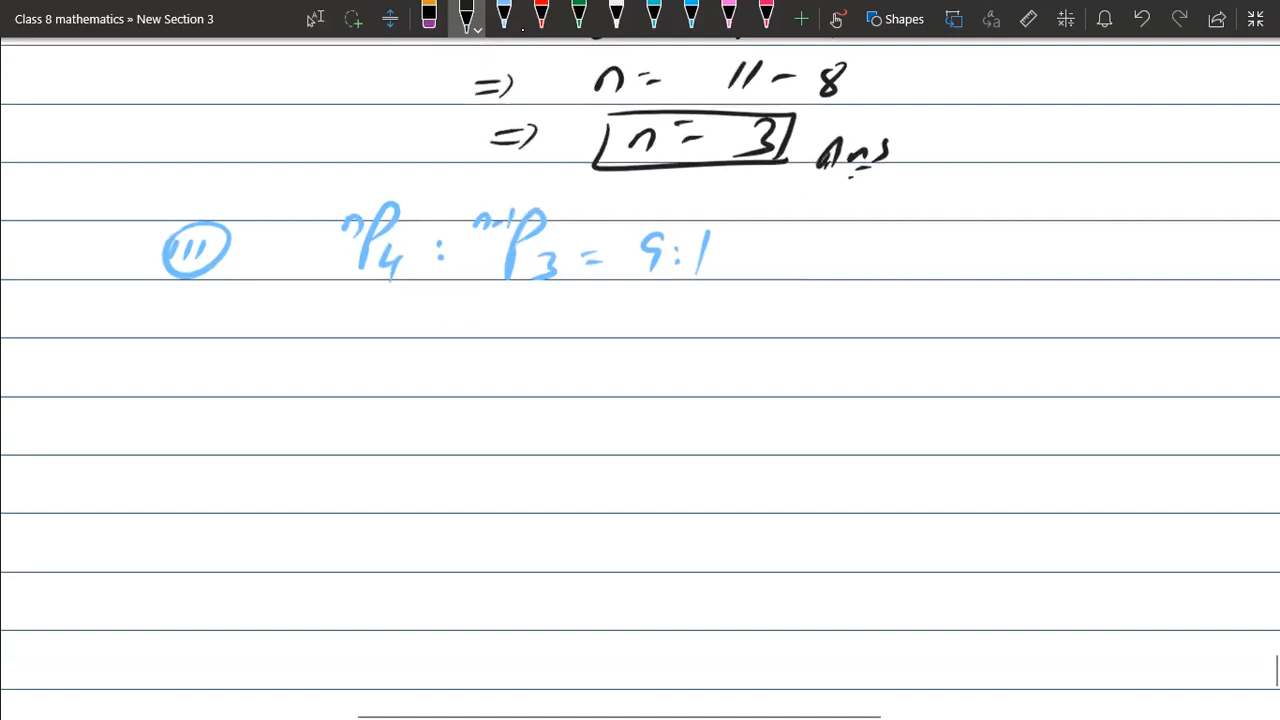 Class 8 mathematics » New Section 3
Shapes
=> n = 11 - 8
=> n = 3 Ans
(iii) ⁿP₄ : ⁿ⁻¹P₃ = 9:1